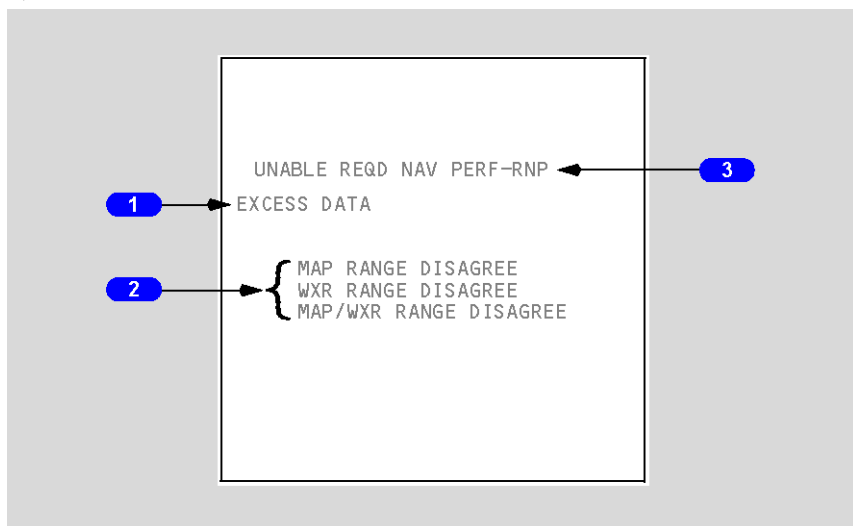 UNABLE REQD NAV PERF-RNP
3
1
EXCESS DATA
MAP RANGE DISAGREE
2
WXR RANGE DISAGREE
MAP/WXR RANGE DISAGREE